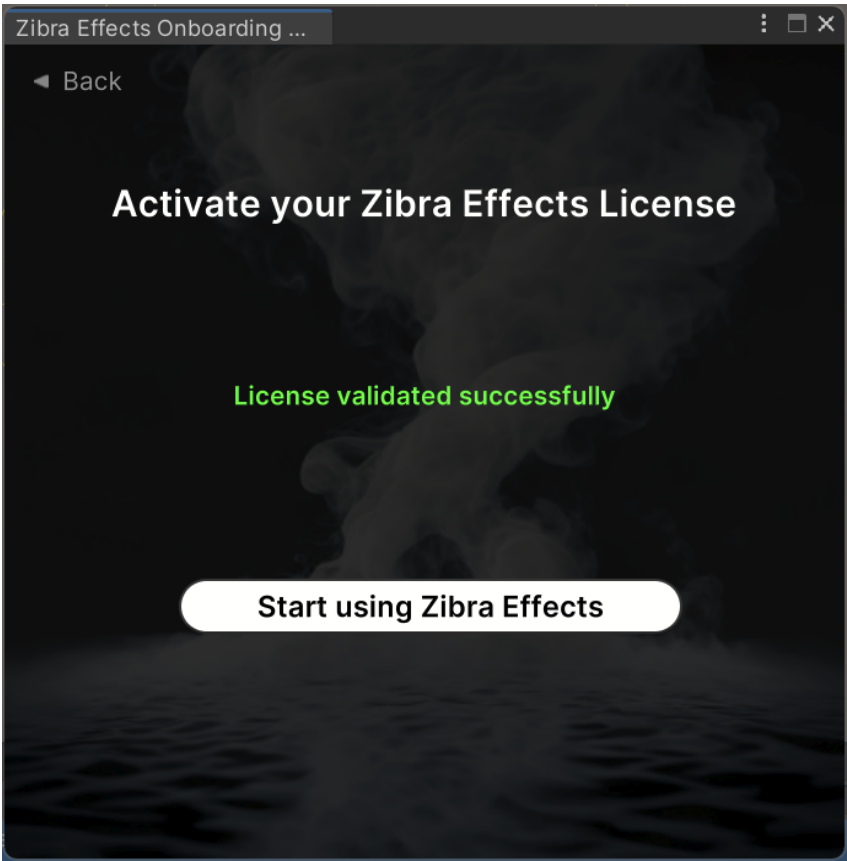 Zibra Effects Onboarding ...
Back
Activate your Zibra Effects License
License validated successfully
Start using Zibra Effects